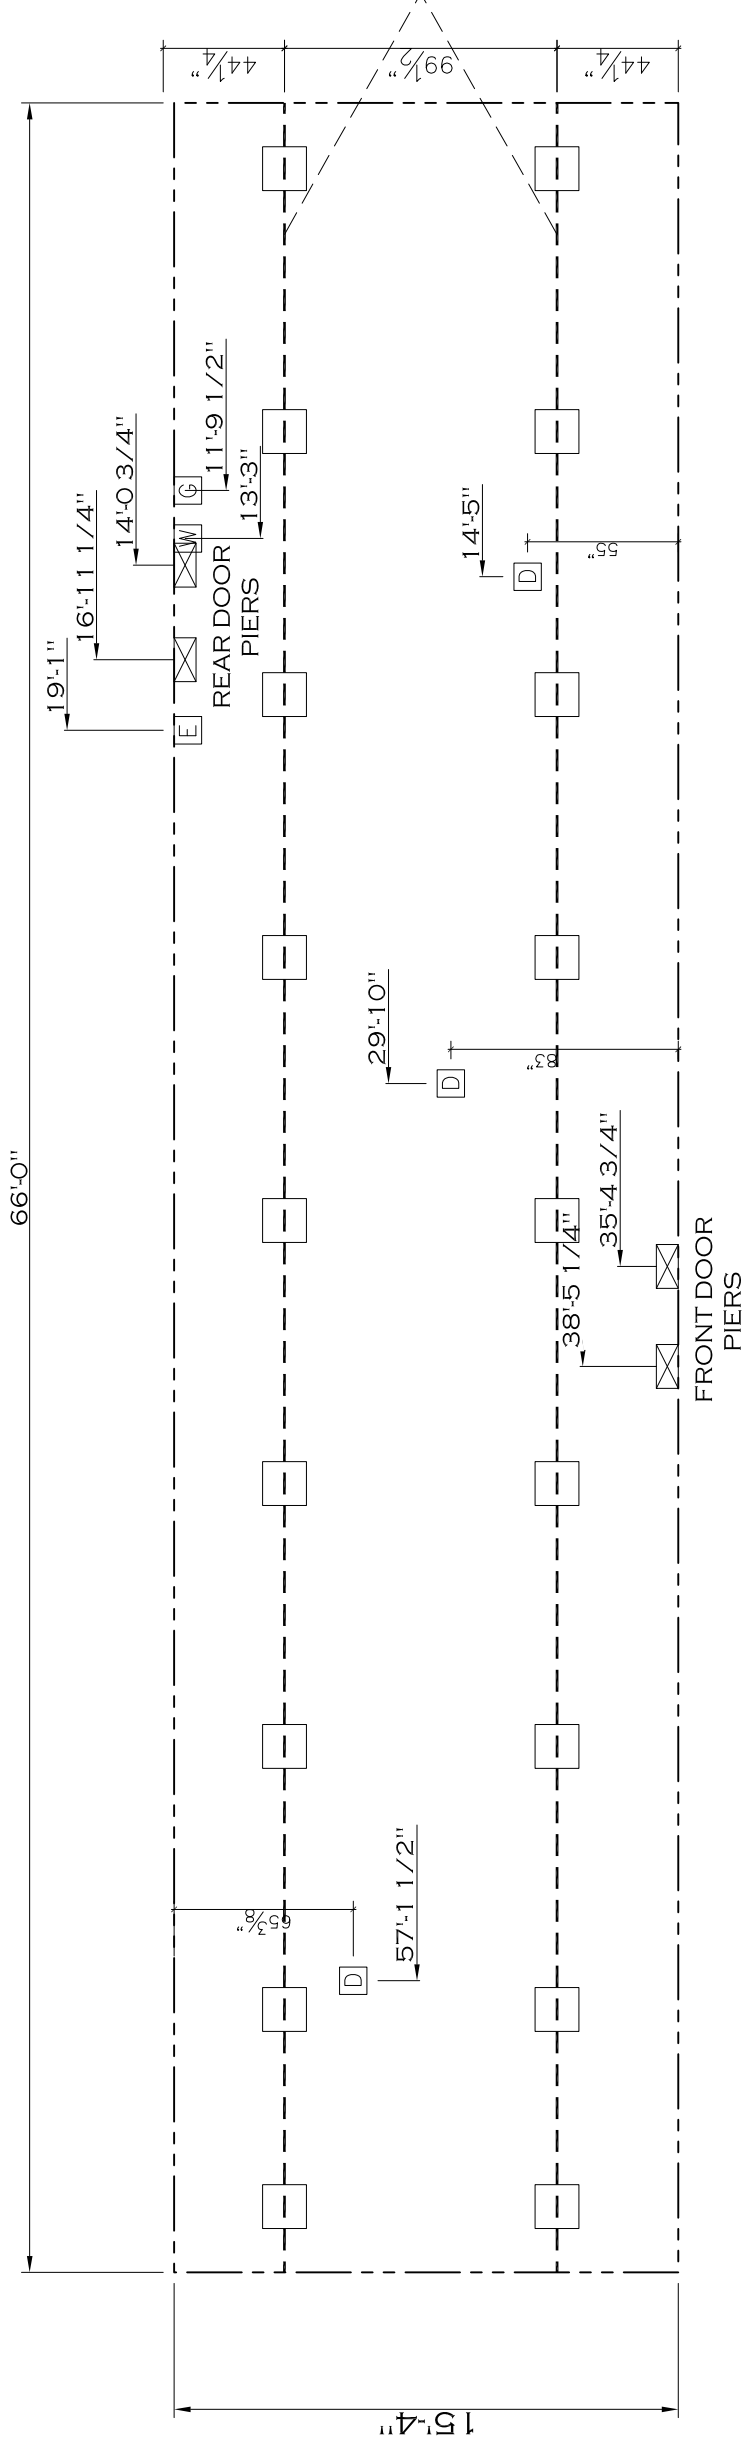 44 1/4"
99 1/2"
44 1/4"
66'-0"
11'-9 1/2"
14'-0 3/4"
13'-3"
16'-11 1/4"
19'-1"
G
W
E
REAR DOOR
PIERS
14'-5"
D
55"
29'-10"
D
83"
35'-4 3/4"
38'-5 1/4"
FRONT DOOR
PIERS
57'-1 1/2"
D
65 3/8"
15'-4"